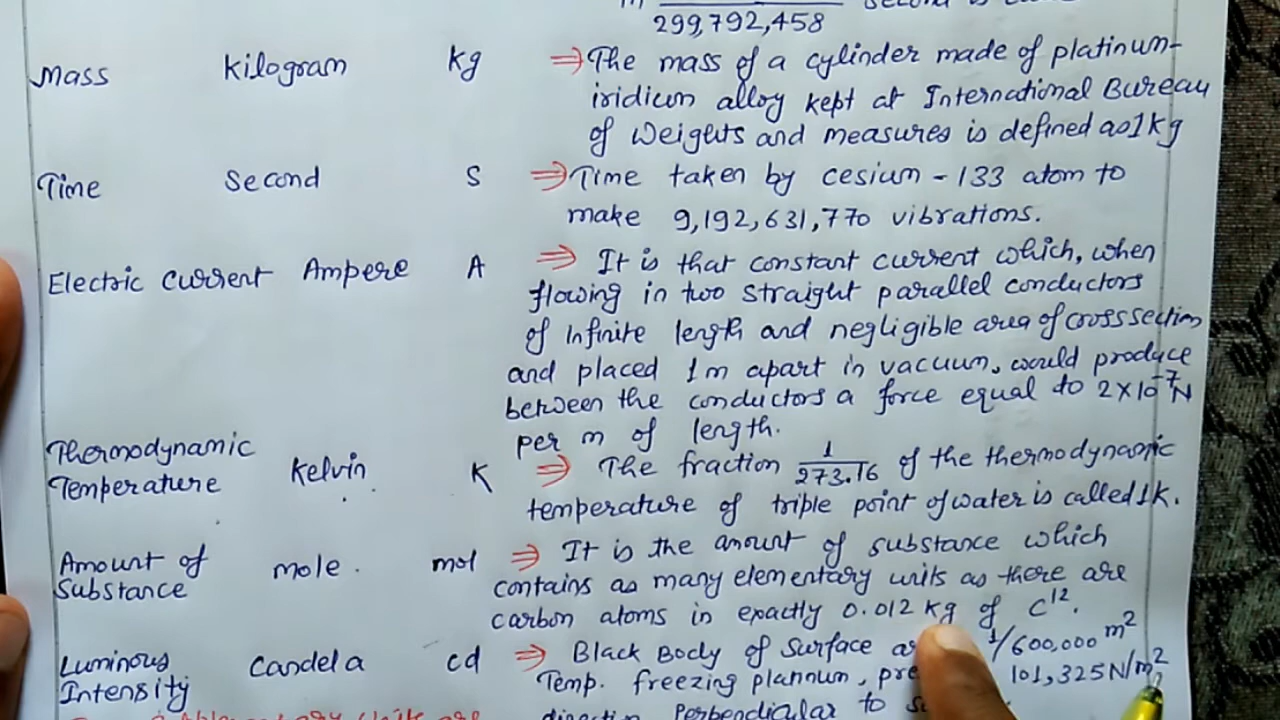 299,792,458
Mass Kilogram Kg ⇒ The mass of a cylinder made of platinum-
iridium alloy kept at International Bureau
of Weights and measures is defined as 1 kg
Time Second S ⇒ Time taken by cesium - 133 atom to
make 9,192,631,770 vibrations.
Electric current Ampere A ⇒ It is that constant current which, when
flowing in two straight parallel conductors
of Infinite length and negligible area of cross section
and placed 1m apart in vacuum, would produce
between the conductors a force equal to 2×10⁻⁷N
per m of length.
Thermodynamic
Temperature Kelvin K ⇒ The fraction 1/273.16 of the thermodynamic
temperature of triple point of water is called 1K.
Amount of
Substance mole. mol ⇒ It is the amount of substance which
contains as many elementary units as there are
carbon atoms in exactly 0.012 kg of C¹².
Luminous
Intensity Candela cd ⇒ Black Body of Surface 1/600,000 m²
Temp. freezing platinum, 101,325N/m²
Perpendicular to